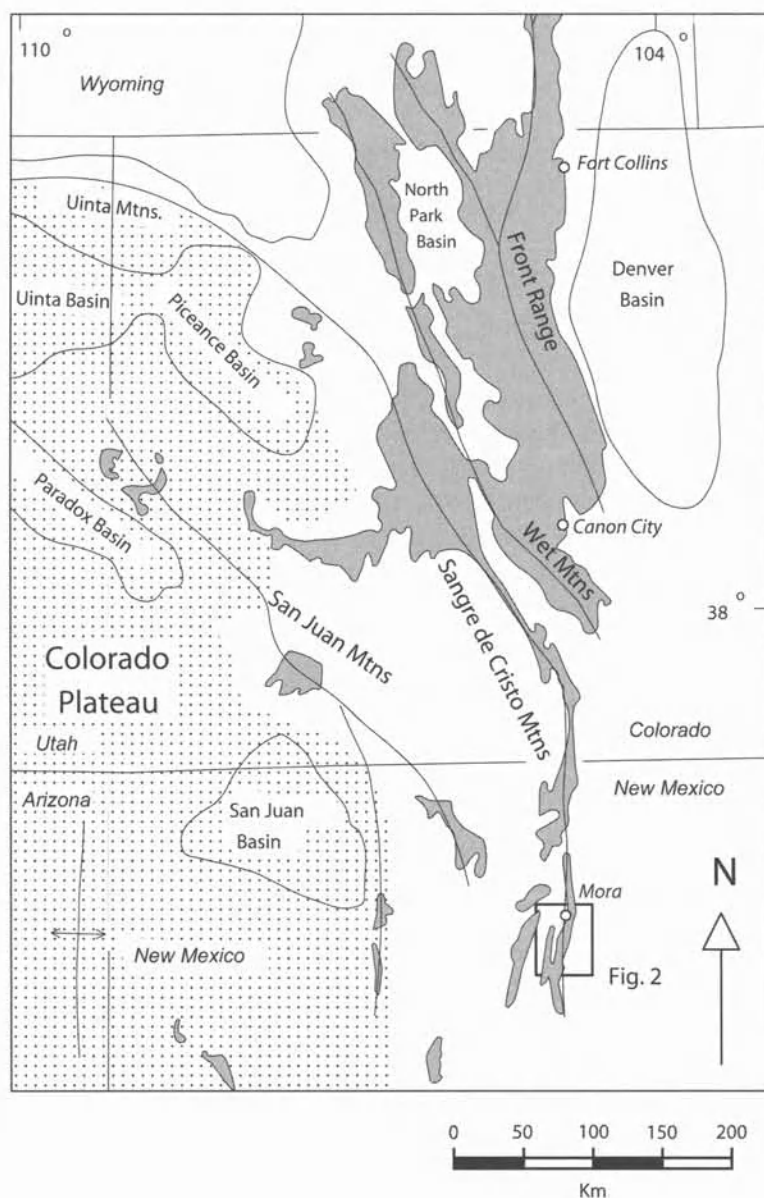 110 °
104 °
Wyoming
Fort Collins
Uinta Mtns.
North
Park
Basin
Front Range
Denver
Basin
Uinta Basin
Piceance Basin
Paradox Basin
Canon City
Wet Mtns
38 °
San Juan Mtns
Sangre de Cristo Mtns
Colorado
Plateau
Utah
Colorado
Arizona
New Mexico
San Juan
Basin
Mora
N
New Mexico
Fig. 2
0 50 100 150 200
Km